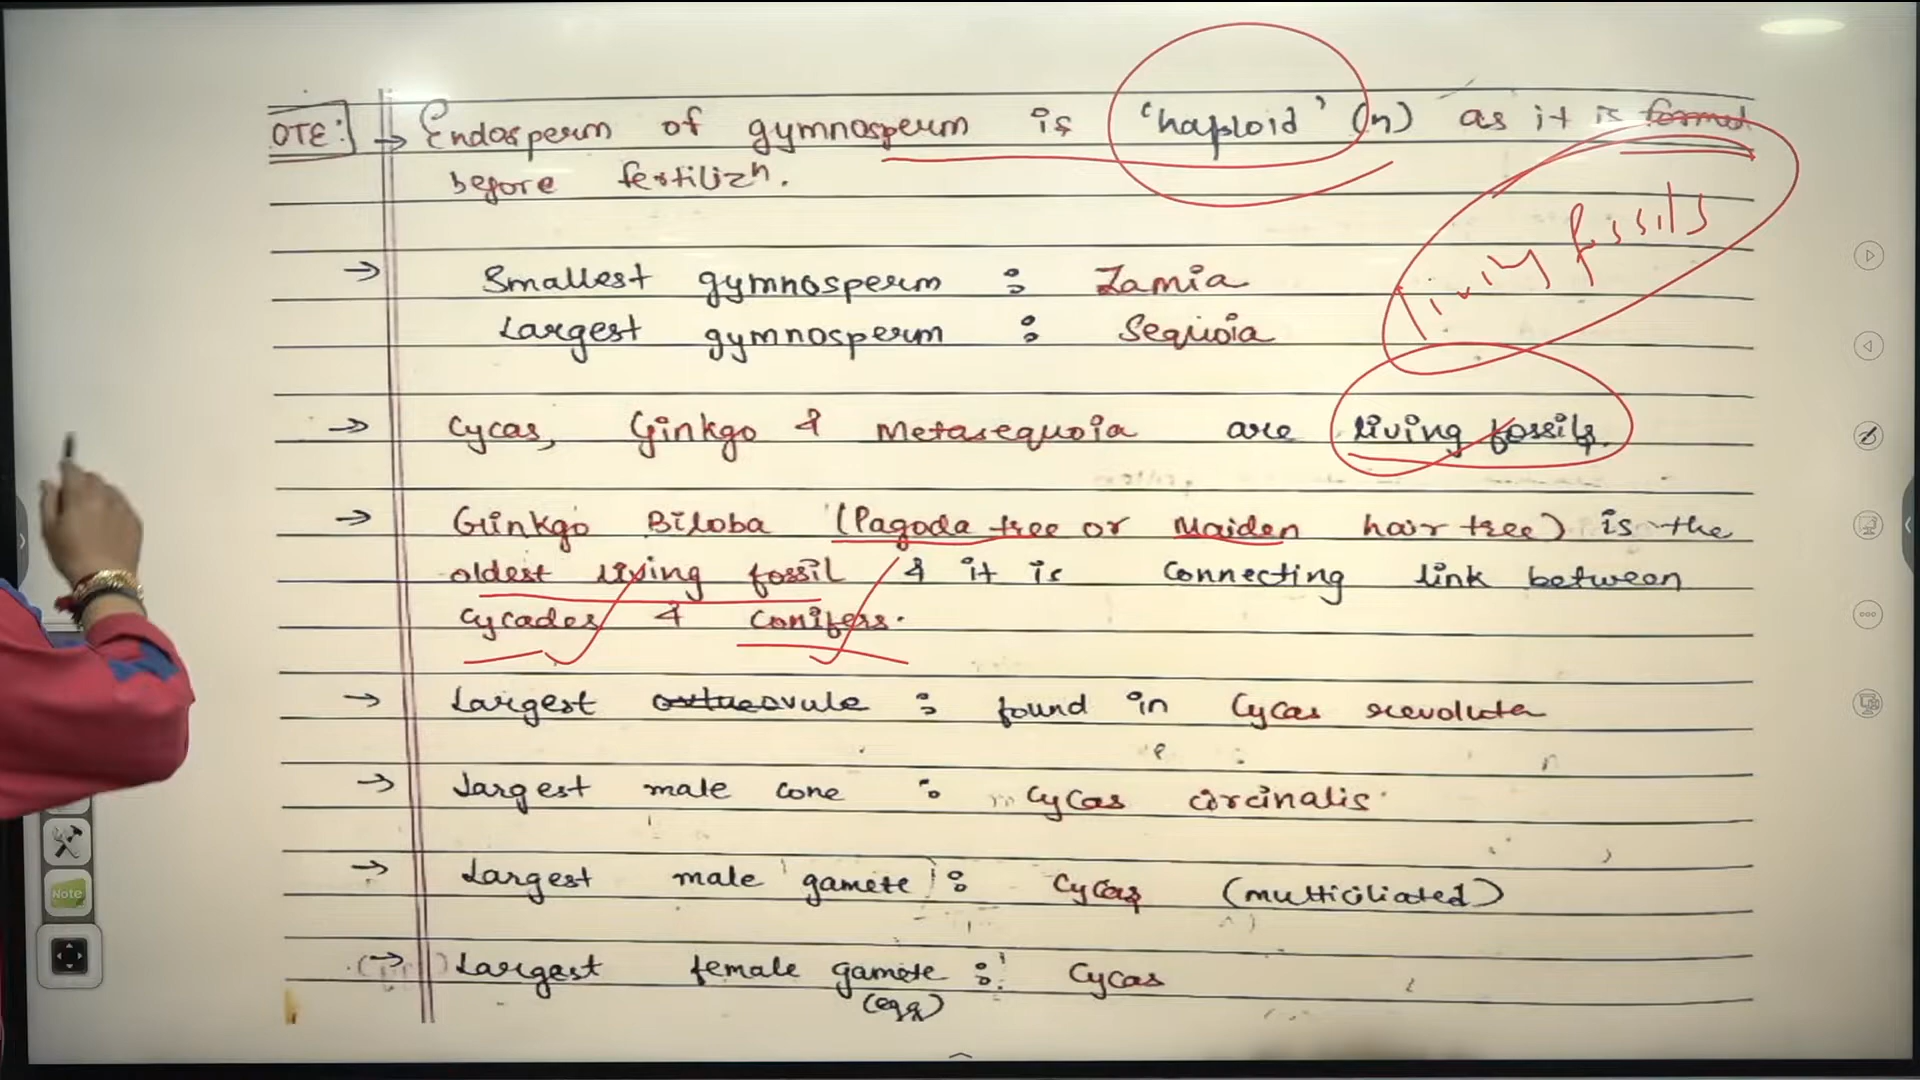 OTE: → Endosperm of gymnosperm is 'haploid' (n) as it is formed
before fertilizn.
living fossils
→ Smallest gymnosperm : Zamia
Largest gymnosperm : Sequoia
→ Cycas, Ginkgo & Metasequoia are living fossils.
→ Ginkgo Biloba (Pagoda tree or Maiden hair tree) is the
oldest living fossil & it is connecting link between
cycades & conifers.
→ Largest ovule : found in Cycas revoluta
→ Largest male cone : Cycas circinalis
→ Largest male gamete : Cycas (multiciliated)
→ Largest female gamete : Cycas
(egg)
Note